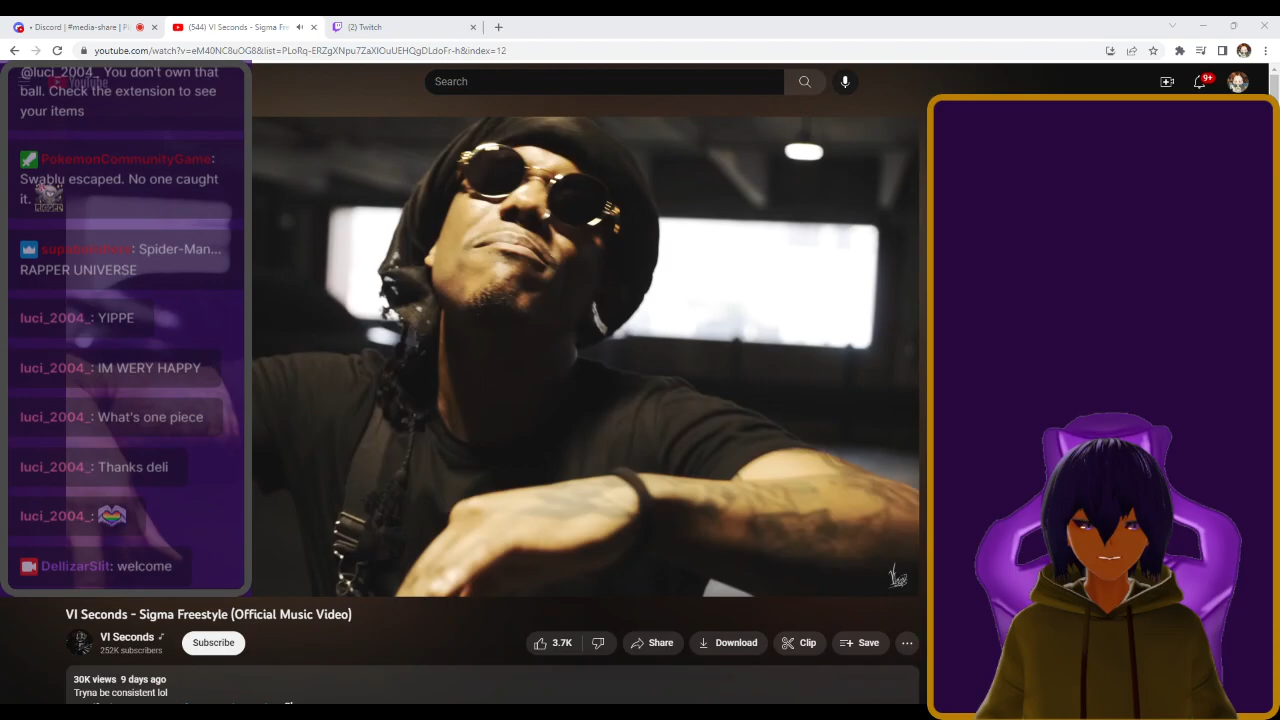 Discord | #media-share | Pl
(544) VI Seconds - Sigma Fre
(2) Twitch
youtube.com/watch?v=eM40NC8uOG8&list=PLoRq-ERZgXNpu7ZaXIOuUEHQgDLdoFr-h&index=12
Search
9+
@luci_2004_ You don't own that
ball. Check the extension to see
your items
PokemonCommunityGame:
Swablu escaped. No one caught
it.
: Spider-Man...
RAPPER UNIVERSE
luci_2004_: YIPPE
luci_2004_: IM WERY HAPPY
luci_2004_: What's one piece
luci_2004_: Thanks deli
luci_2004_:
DellizarSlit: welcome
VI Seconds - Sigma Freestyle (Official Music Video)
VI Seconds
252K subscribers
Subscribe
3.7K
Share
Download
Clip
Save
30K views 9 days ago
Tryna be consistent lol